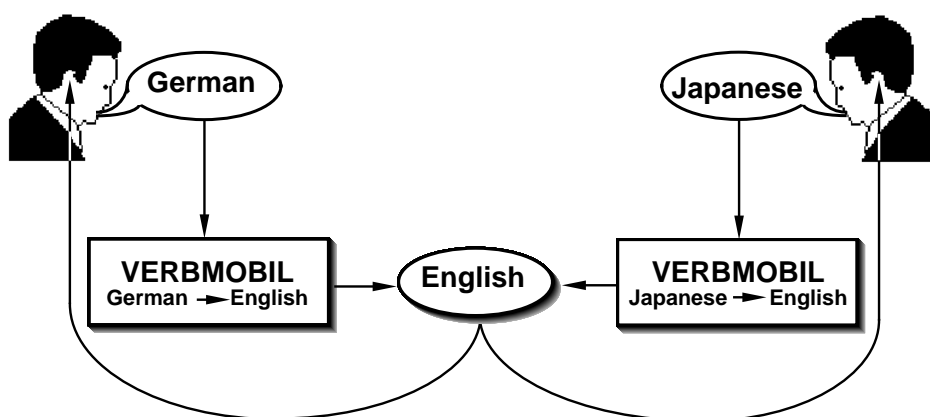 German
Japanese
VERBMOBIL
German English
English
VERBMOBIL
Japanese English